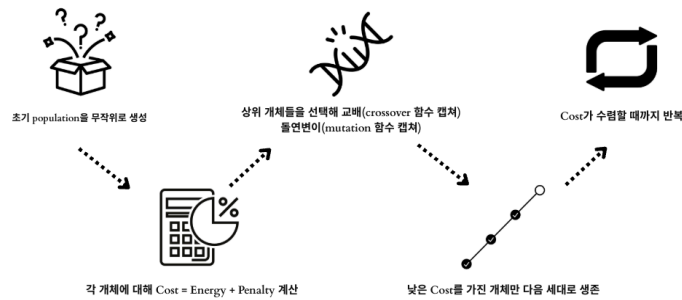 초기 population을 무작위로 생성
각 개체에 대해 Cost = Energy + Penalty 계산
상위 개체들을 선택해 교배(crossover 함수 캡쳐)
돌연변이(mutation 함수 캡쳐)
낮은 Cost를 가진 개체만 다음 세대로 생존
Cost가 수렴할 때까지 반복